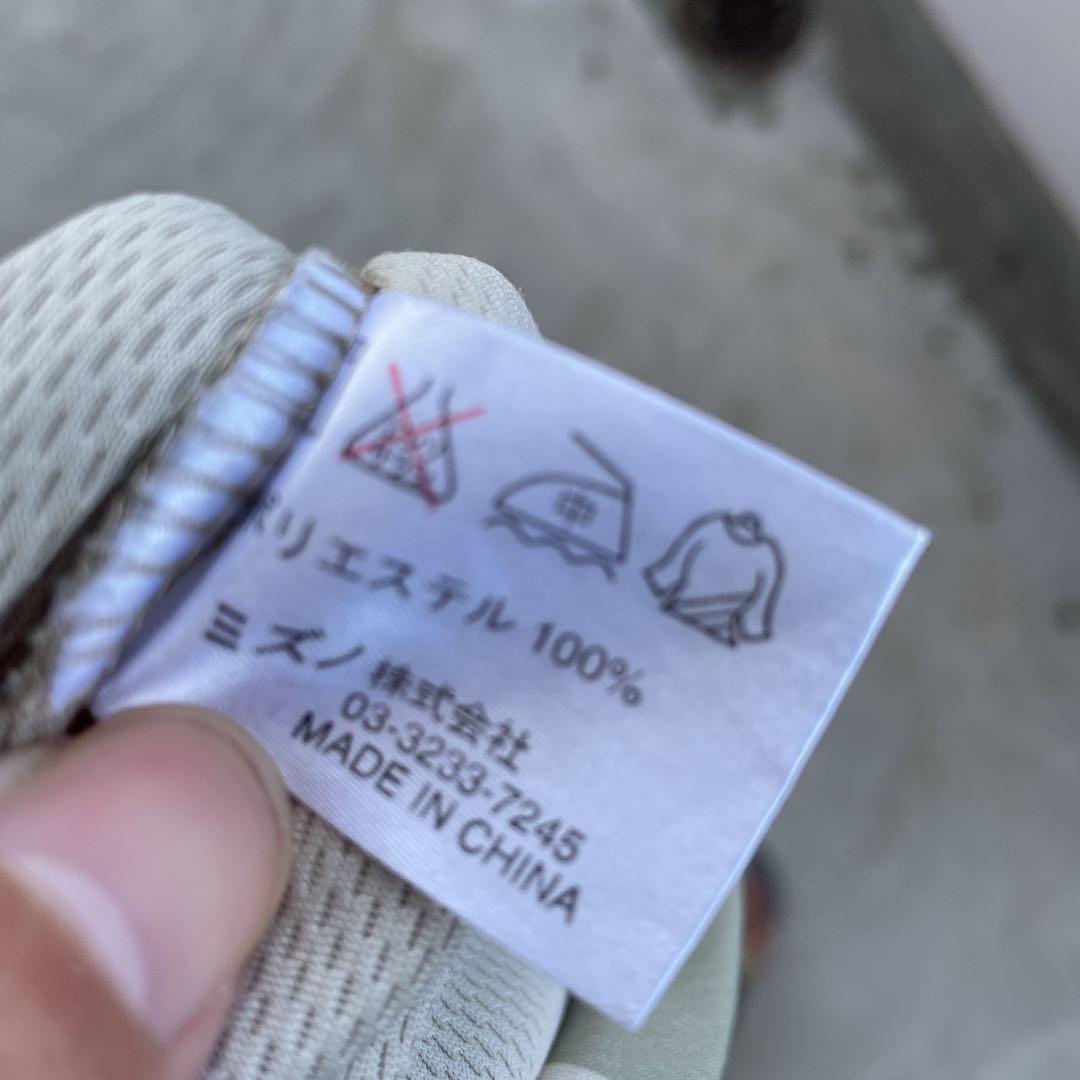 中
ポリエステル 100%
ミズノ 株式会社
03-3233-7245
MADE IN CHINA